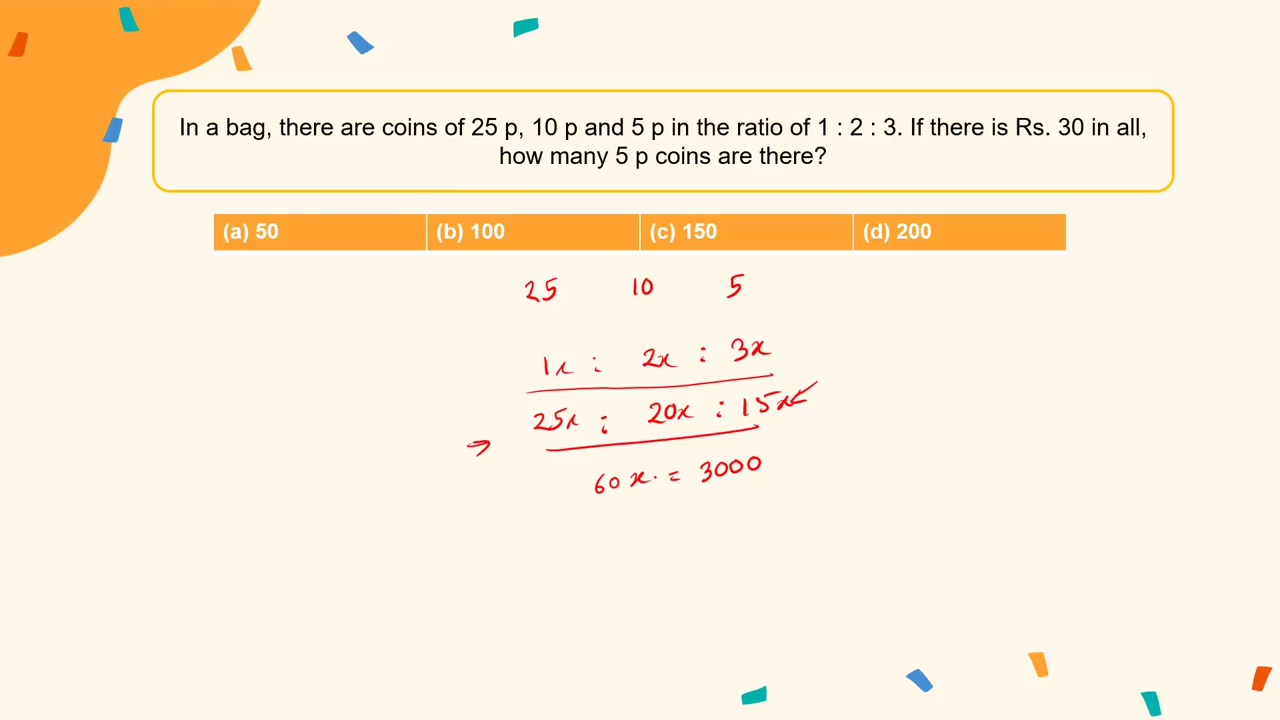 In a bag, there are coins of 25 p, 10 p and 5 p in the ratio of 1 : 2 : 3. If there is Rs. 30 in all,
how many 5 p coins are there?
(a) 50 (b) 100 (c) 150 (d) 200
25 10 5
1x : 2x : 3x
25x : 20x : 15x
60x = 3000